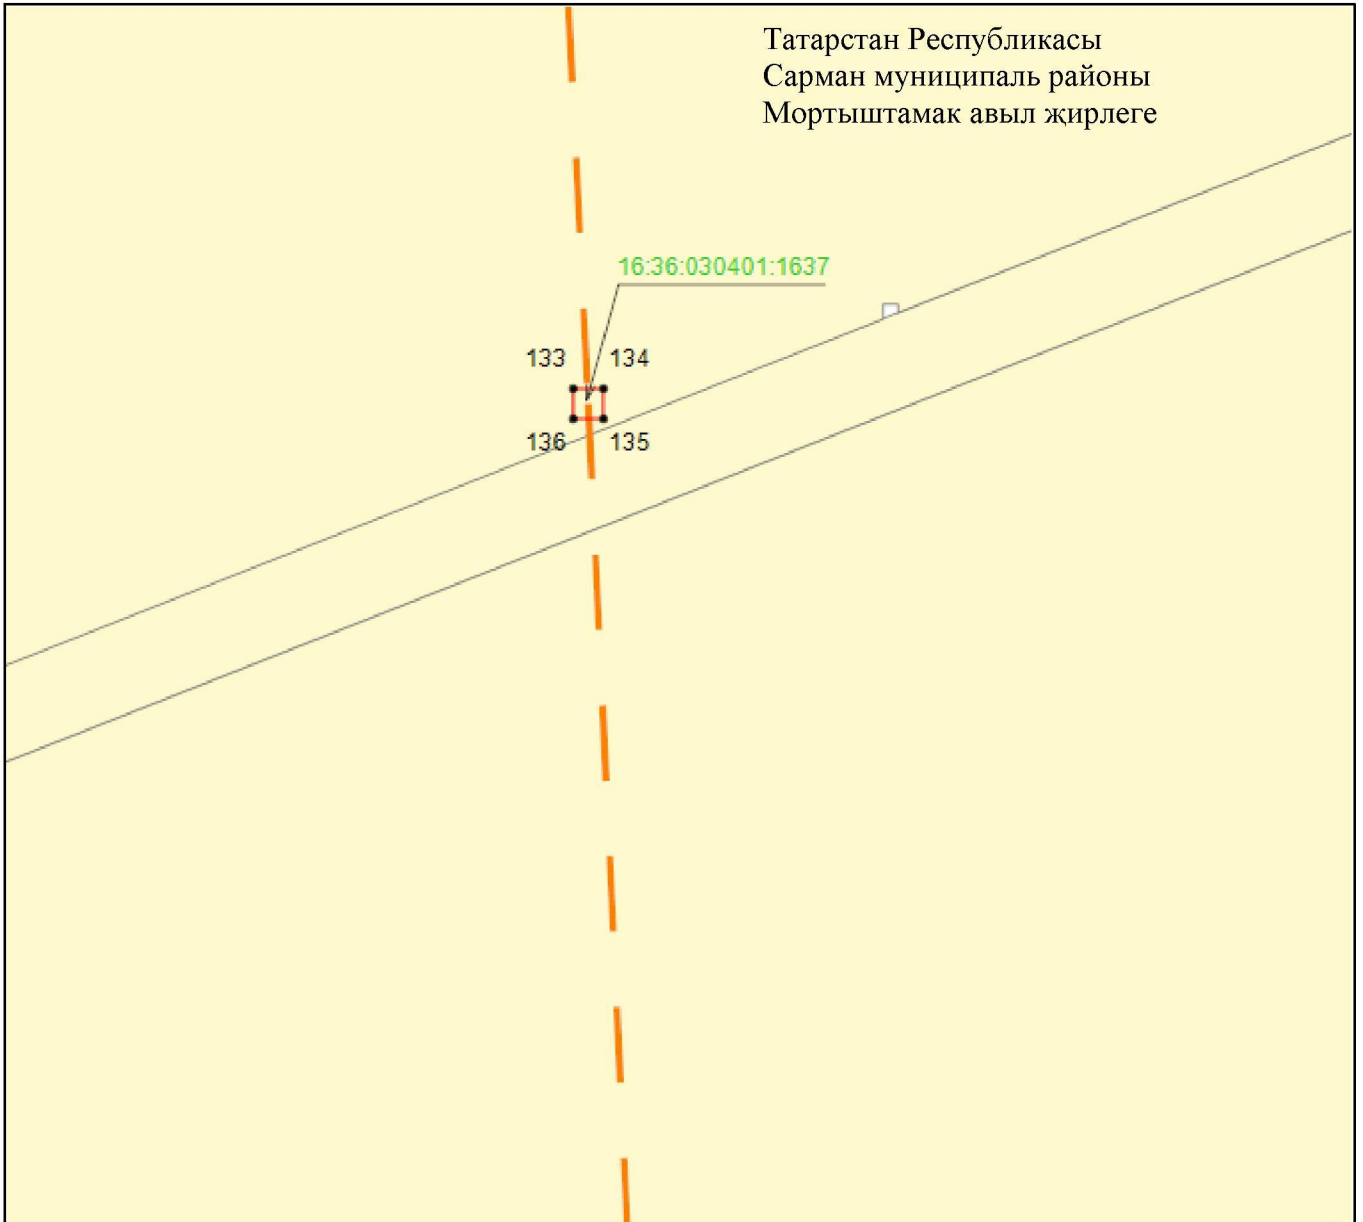 Татарстан Республикасы
Сарман муниципаль районы
Мортыштамак авыл җирлеге
16:36:030401:1637
133 134
136 135